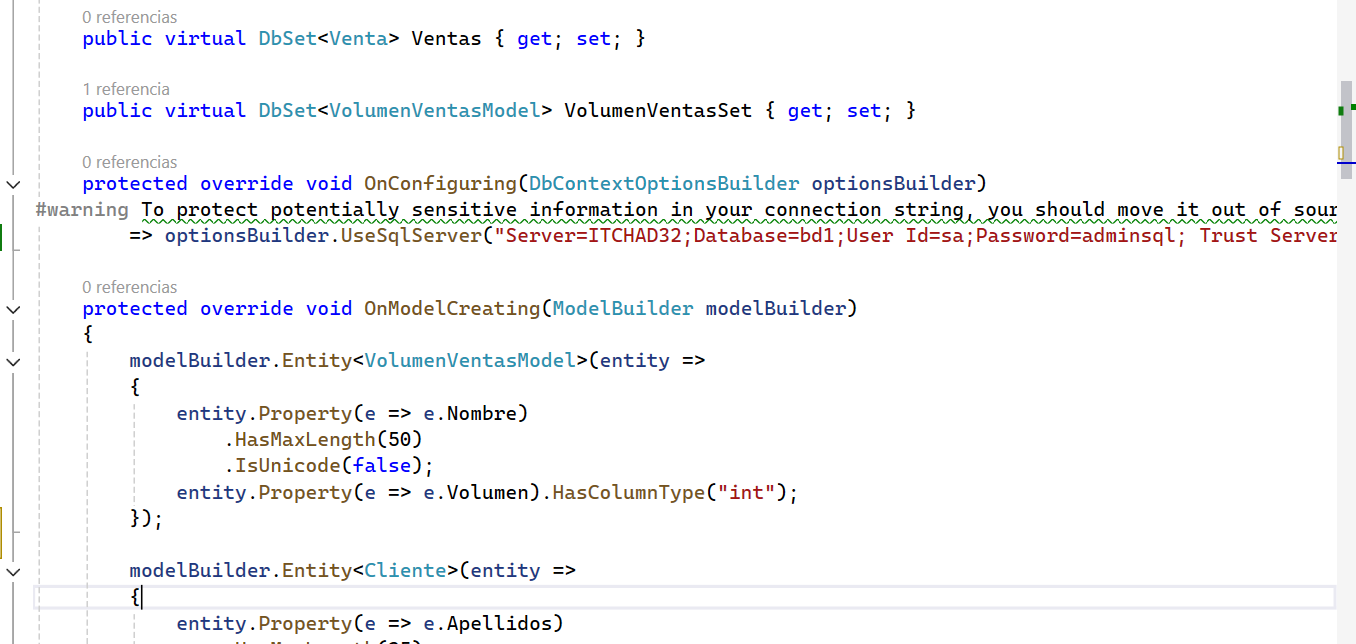 0 referencias
public virtual DbSet<Venta> Ventas { get; set; }
1 referencia
public virtual DbSet<VolumenVentasModel> VolumenVentasSet { get; set; }
0 referencias
protected override void OnConfiguring(DbContextOptionsBuilder optionsBuilder)
#warning To protect potentially sensitive information in your connection string, you should move it out of sour
=> optionsBuilder.UseSqlServer("Server=ITCHAD32;Database=bd1;User Id=sa;Password=adminsql; Trust Server
0 referencias
protected override void OnModelCreating(ModelBuilder modelBuilder)
{
modelBuilder.Entity<VolumenVentasModel>(entity =>
{
entity.Property(e => e.Nombre)
.HasMaxLength(50)
.IsUnicode(false);
entity.Property(e => e.Volumen).HasColumnType("int");
});
modelBuilder.Entity<Cliente>(entity =>
{
entity.Property(e => e.Apellidos)